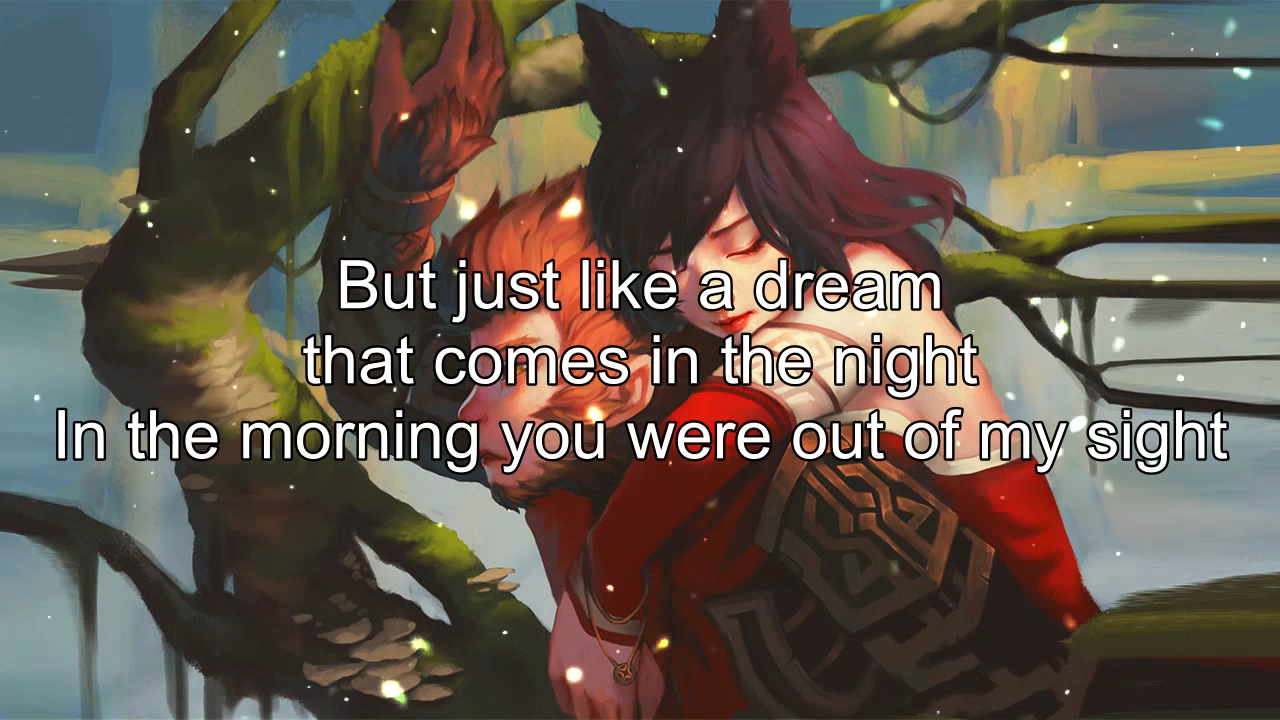 But just like a dream
that comes in the night
In the morning you were out of my sight